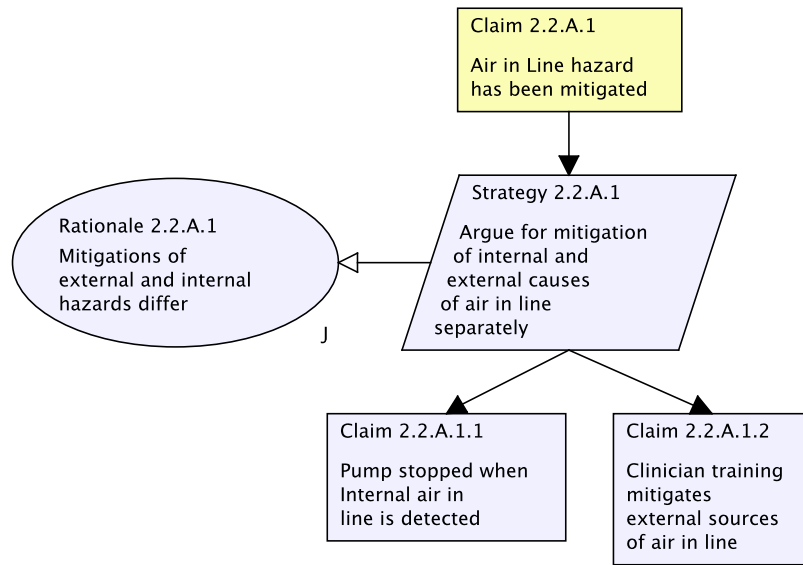 Claim 2.2.A.1
Air in Line hazard
has been mitigated
Strategy 2.2.A.1
Argue for mitigation
of internal and
external causes
of air in line
separately
Rationale 2.2.A.1
Mitigations of
external and internal
hazards differ
J
Claim 2.2.A.1.1
Pump stopped when
Internal air in
line is detected
Claim 2.2.A.1.2
Clinician training
mitigates
external sources
of air in line